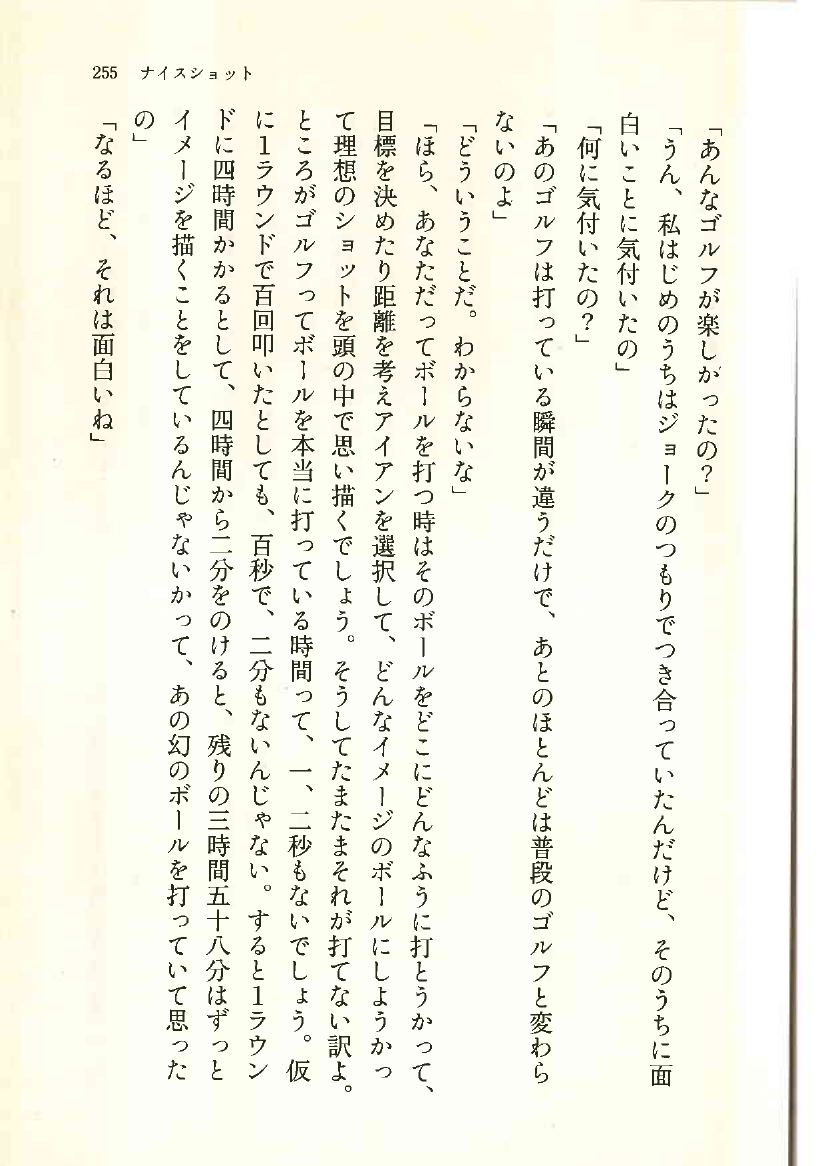 255 ナイスショット
「あんなゴルフが楽しかったの?」
「うん、私はじめのうちはジョークのつもりでつき合っていたんだけど、そのうちに面
白いことに気付いたの」
「何に気付いたの?」
「あのゴルフは打っている瞬間が違うだけで、あとのほとんどは普段のゴルフと変わら
ないのよ」
「どういうことだ。わからないな」
「ほら、あなただってボールを打つ時はそのボールをどこにどんなふうに打とうかって、
目標を決めたり距離を考えアイアンを選択して、どんなイメージのボールにしようかっ
て理想のショットを頭の中で思い描くでしょう。そうしてたまたまそれが打てない訳よ。
ところがゴルフってボールを本当に打っている時間って、一、二秒もないでしょう。仮
に1ラウンドで百回叩いたとしても、百秒で、二分もないんじゃない。すると1ラウン
ドに四時間かかるとして、四時間から二分をのけると、残りの三時間五十八分はずっと
イメージを描くことをしているんじゃないかって、あの幻のボールを打っていて思った
の」
「なるほど、それは面白いね」